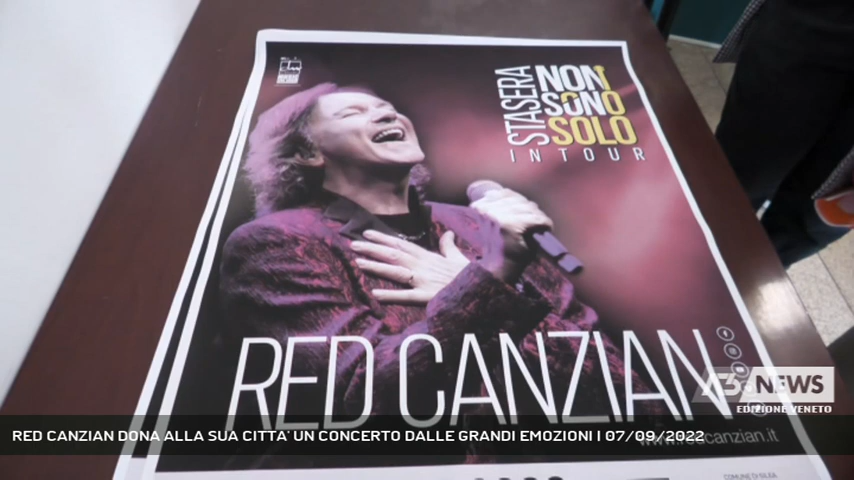 STASERA
NON
SONO
SOLO
IN TOUR
RED CANZIAN
NEWS
EDIZIONE VENETO
RED CANZIAN DONA ALLA SUA CITTA' UN CONCERTO DALLE GRANDI EMOZIONI | 07/09/2022
www.redcanzian.it